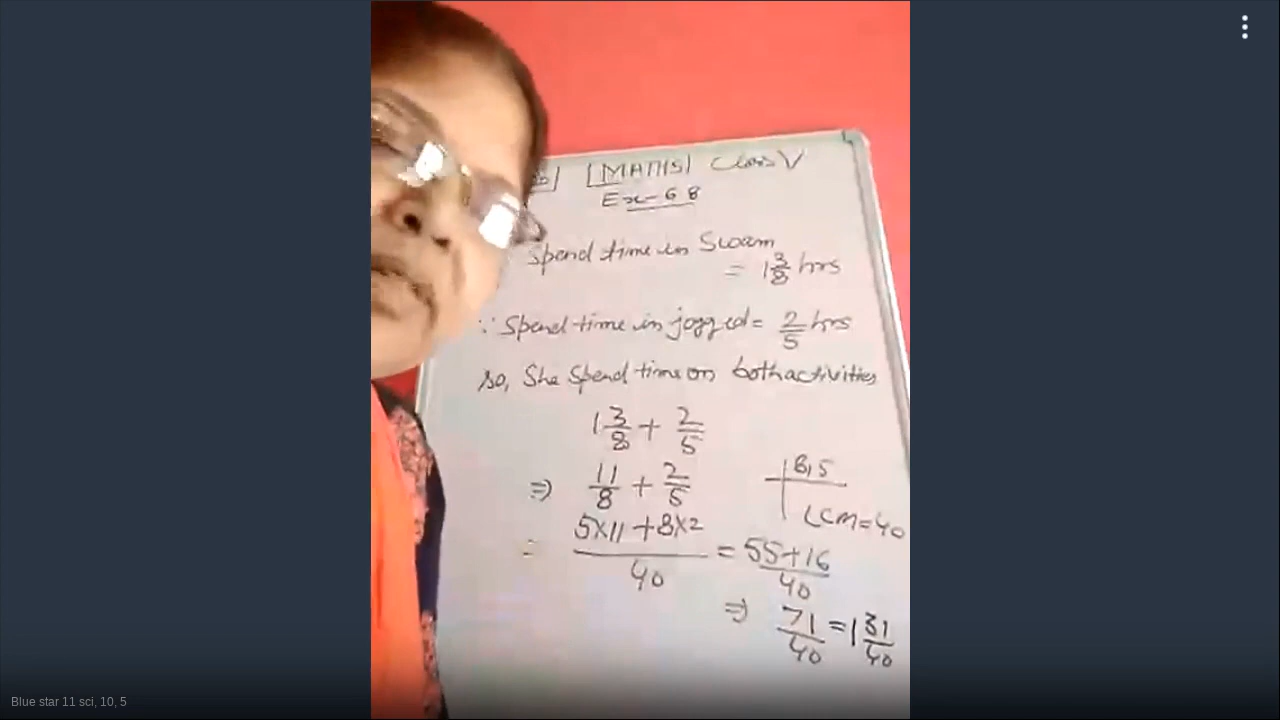 MATHS Class V
Ex-6 8
Spend time in Swam
= 1 3/8 hrs
∵ Spend time in jogged = 2/5 hrs
so, She spend time on both activities
1 3/8 + 2/5
⇒ 11/8 + 2/5
8,5
LCM=40
= 5×11+8×2/40 = 55+16/40
⇒ 71/40 = 1 31/40
Blue star 11 sci, 10, 5